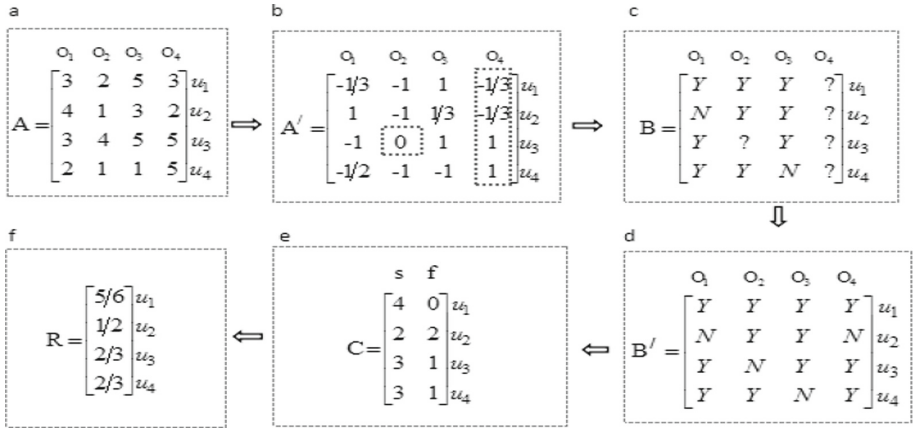 a
O₁ O₂ O₃ O₄
A = [3 2 5 3] u₁
[4 1 3 2] u₂
[3 4 5 5] u₃
[2 1 1 5] u₄
b
O₁ O₂ O₃ O₄
A′ = [-1/3 -1 1 -1/3] u₁
[1 -1 1/3 -1/3] u₂
[-1 0 1 1] u₃
[-1/2 -1 -1 1] u₄
c
O₁ O₂ O₃ O₄
B = [Y Y Y ?] u₁
[N Y Y ?] u₂
[Y ? Y ?] u₃
[Y Y N ?] u₄
d
O₁ O₂ O₃ O₄
B′ = [Y Y Y Y] u₁
[N Y Y N] u₂
[Y N Y Y] u₃
[Y Y N Y] u₄
e
s f
C = [4 0] u₁
[2 2] u₂
[3 1] u₃
[3 1] u₄
f
R = [5/6] u₁
[1/2] u₂
[2/3] u₃
[2/3] u₄